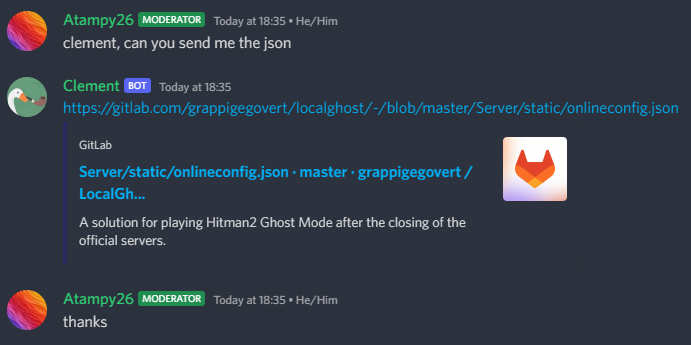 Atampy26 MODERATOR Today at 18:35 • He/Him
clement, can you send me the json
Clement BOT Today at 18:35
https://gitlab.com/grappigegovert/localghost/-/blob/master/Server/static/onlineconfig.json
GitLab
Server/static/onlineconfig.json · master · grappigegovert /
LocalGh...
A solution for playing Hitman2 Ghost Mode after the closing of the
official servers.
Atampy26 MODERATOR Today at 18:35 • He/Him
thanks